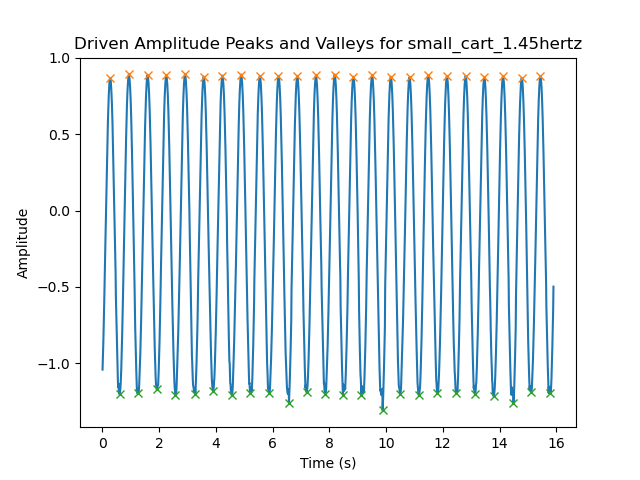 Driven Amplitude Peaks and Valleys for small_cart_1.45hertz
1.0
0.5
0.0
−0.5
−1.0
Amplitude
0 2 4 6 8 10 12 14 16
Time (s)